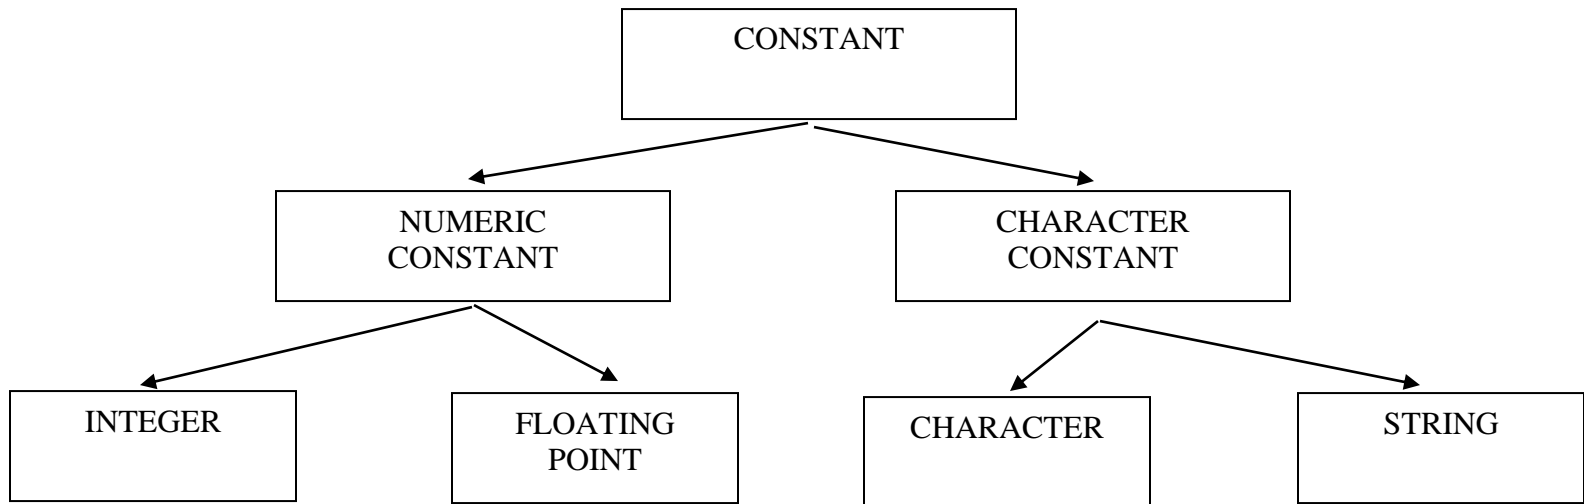 CONSTANT
NUMERIC
CONSTANT
CHARACTER
CONSTANT
INTEGER
FLOATING
POINT
CHARACTER
STRING